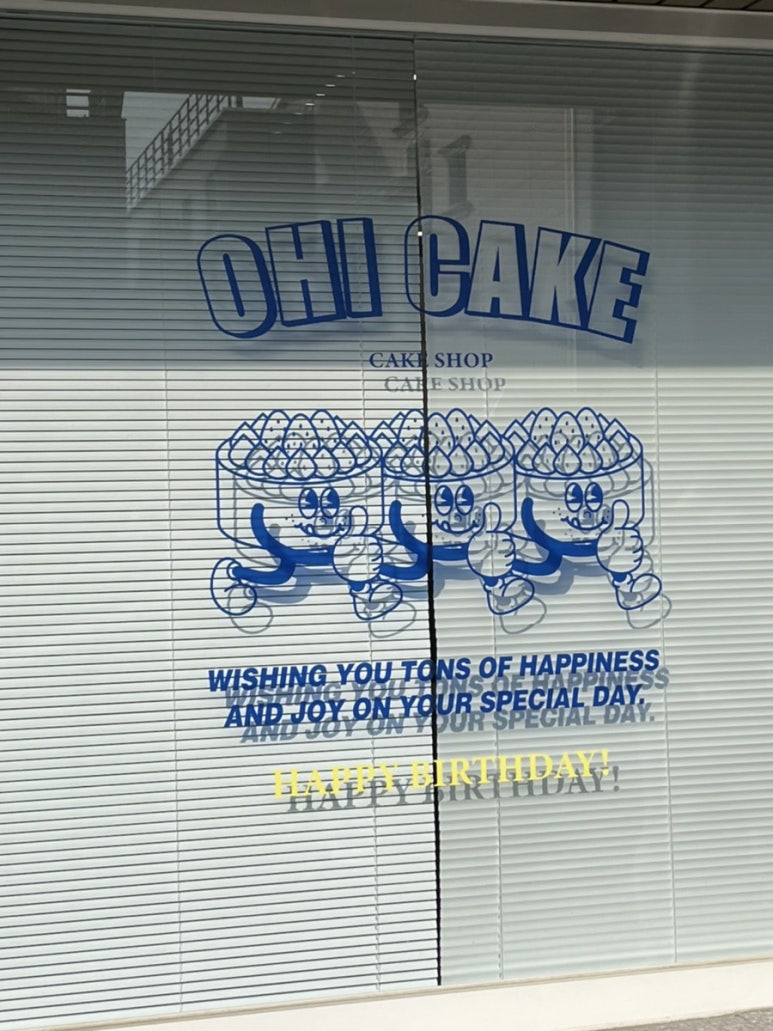 OHI CAKE
CAKE SHOP
WISHING YOU TONS OF HAPPINESS
AND JOY ON YOUR SPECIAL DAY.
HAPPY BIRTHDAY!